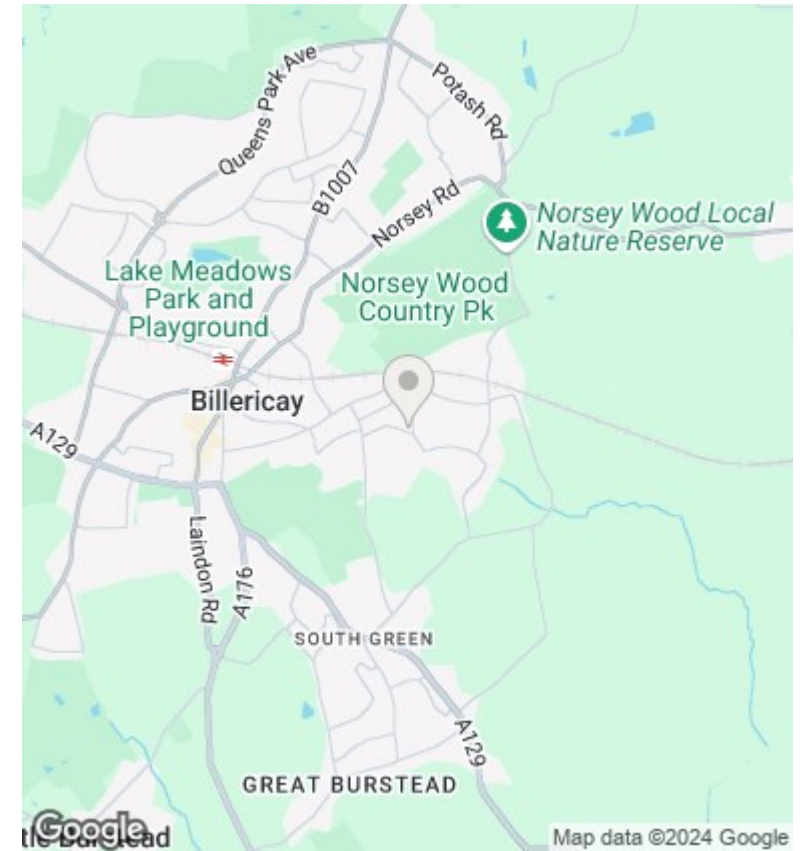 Queens Park Ave
Potash Rd
B1007
Norsey Rd
Norsey Wood Local
Nature Reserve
Lake Meadows
Park and
Playground
Norsey Wood
Country Pk
Billericay
A129
Laindon Rd
A176
SOUTH GREEN
A129
GREAT BURSTEAD
Google
Burstead
Map data ©2024 Google